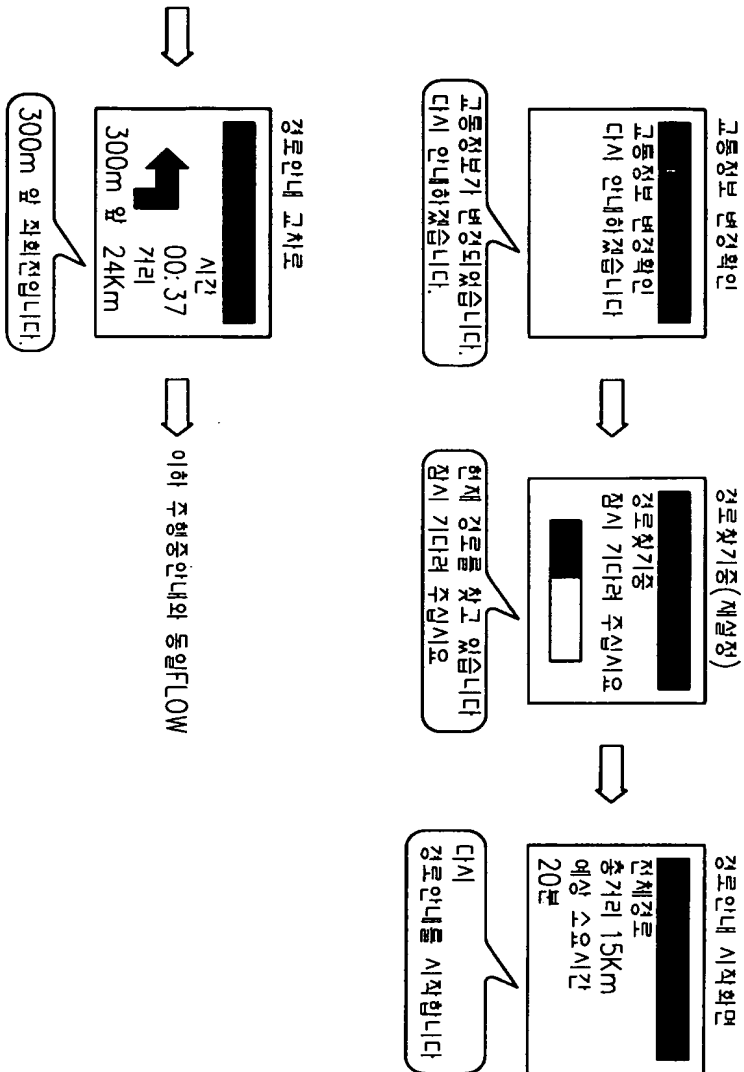 교통정보 변경확인
교통정보 변경확인
다시 안내하겠습니다
교통정보가 변경되었습니다.
다시 안내하겠습니다.
경로찾기중(재설정)
경로찾기중
잠시 기다려 주십시요
현재 경로를 찾고 있습니다
잠시 기다려 주십시요
경로안내 시작화면
전체경로
총거리 15Km
예상 소요시간
20분
다시
경로안내를 시작합니다
경로안내 교차로
시간
00:37
거리
300m 앞 24Km
300m 앞 좌회전입니다.
이하 주행중안내와 동일FLOW